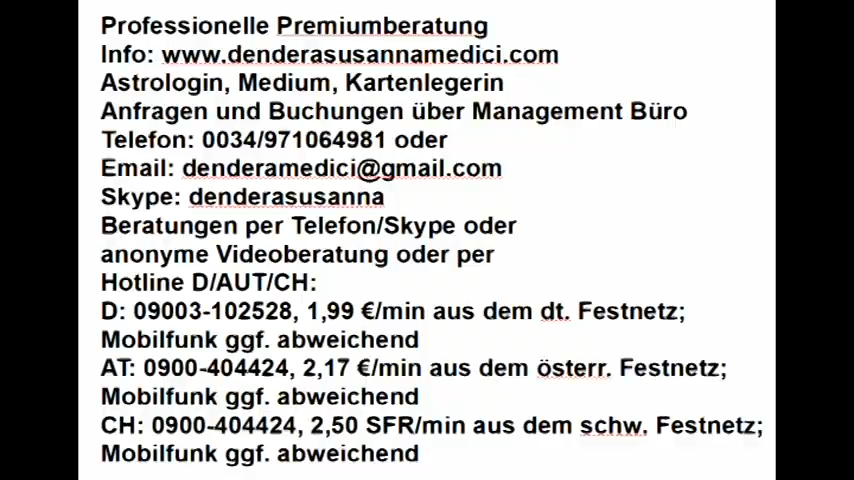 Professionelle Premiumberatung
Info: www.denderasusannamedici.com
Astrologin, Medium, Kartenlegerin
Anfragen und Buchungen über Management Büro
Telefon: 0034/971064981 oder
Email: denderamedici@gmail.com
Skype: denderasusanna
Beratungen per Telefon/Skype oder
anonyme Videoberatung oder per
Hotline D/AUT/CH:
D: 09003-102528, 1,99 €/min aus dem dt. Festnetz;
Mobilfunk ggf. abweichend
AT: 0900-404424, 2,17 €/min aus dem österr. Festnetz;
Mobilfunk ggf. abweichend
CH: 0900-404424, 2,50 SFR/min aus dem schw. Festnetz;
Mobilfunk ggf. abweichend